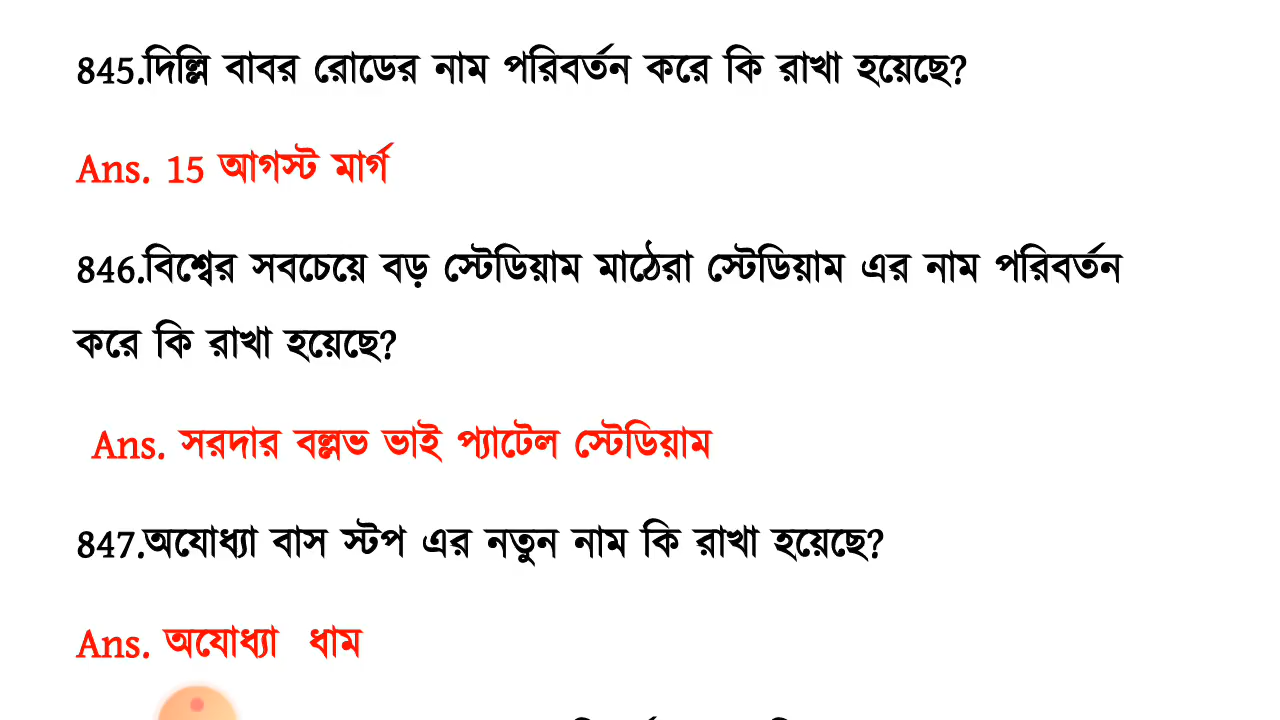 845.দিল্লি বাবর রোডের নাম পরিবর্তন করে কি রাখা হয়েছে?
Ans. 15 আগস্ট মার্গ
846.বিশ্বের সবচেয়ে বড় স্টেডিয়াম মাঠেরা স্টেডিয়াম এর নাম পরিবর্তন
করে কি রাখা হয়েছে?
Ans. সরদার বল্লভ ভাই প্যাটেল স্টেডিয়াম
847.অযোধ্যা বাস স্টপ এর নতুন নাম কি রাখা হয়েছে?
Ans. অযোধ্যা ধাম